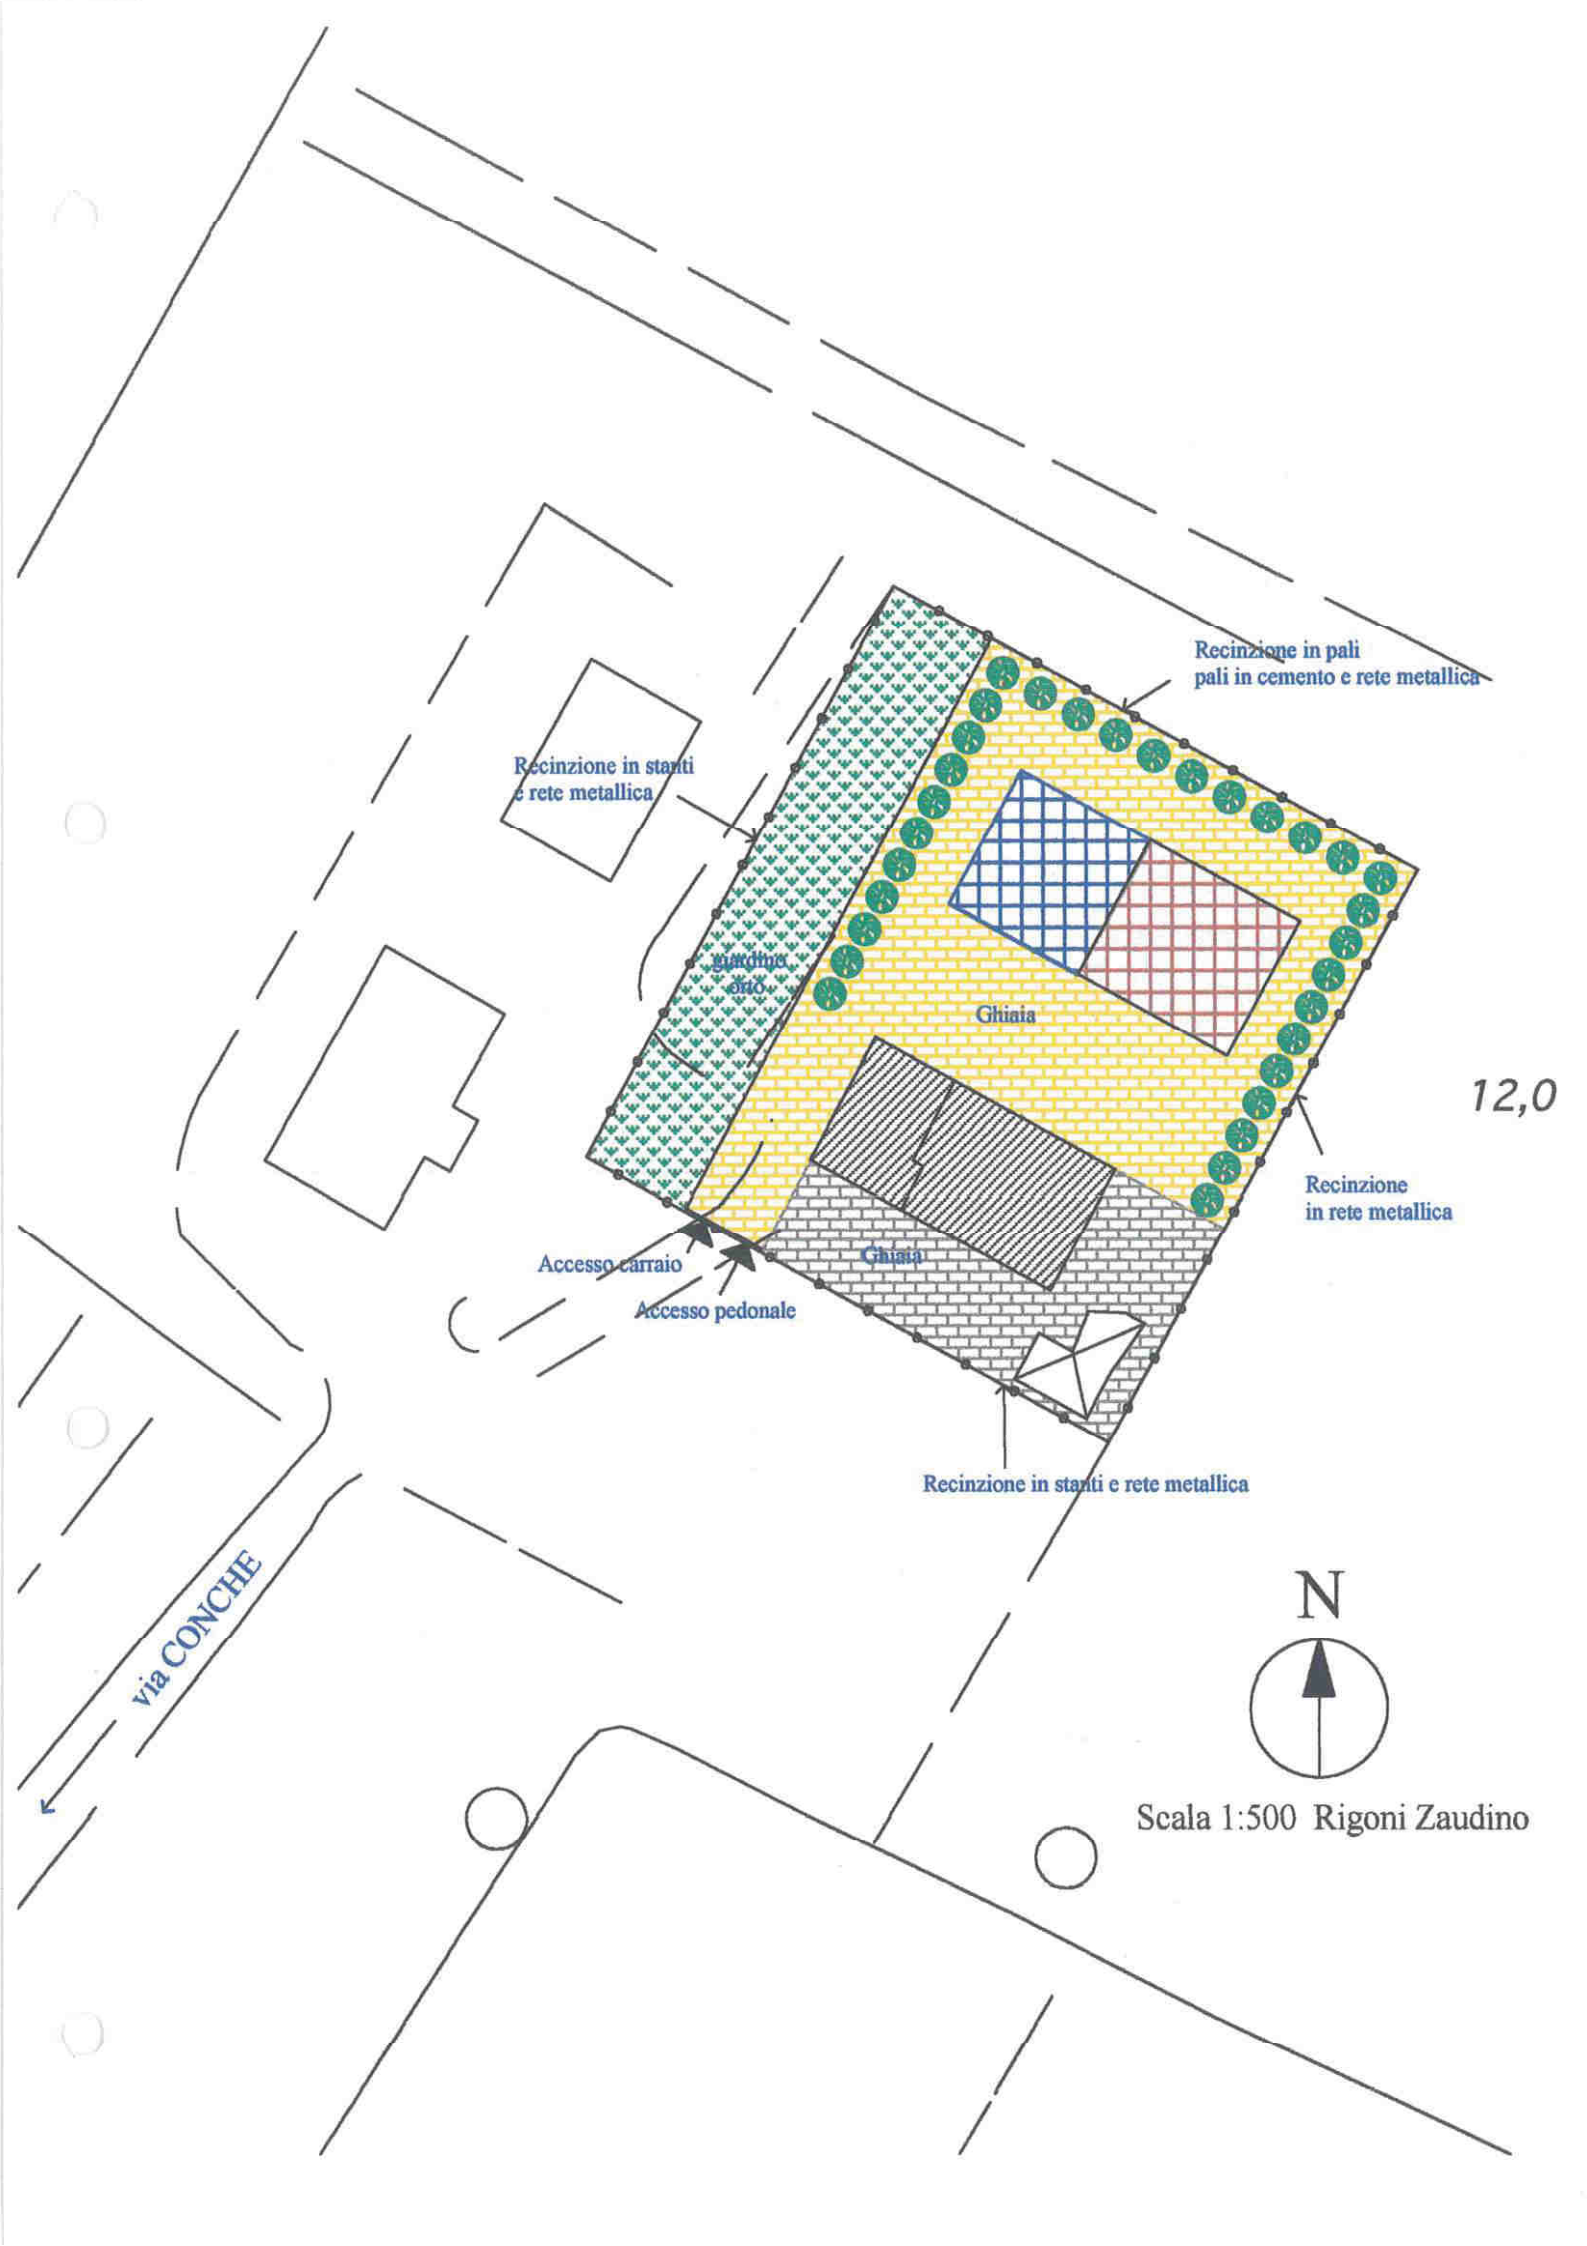 Recinzione in pali
pali in cemento e rete metallica
Recinzione in stanti
e rete metallica
giardino
orto
Ghiaia
12,0
Recinzione
in rete metallica
Ghiaia
Accesso carraio
Accesso pedonale
Recinzione in stanti e rete metallica
via CONCHE
N
Scala 1:500 Rigoni Zaudino